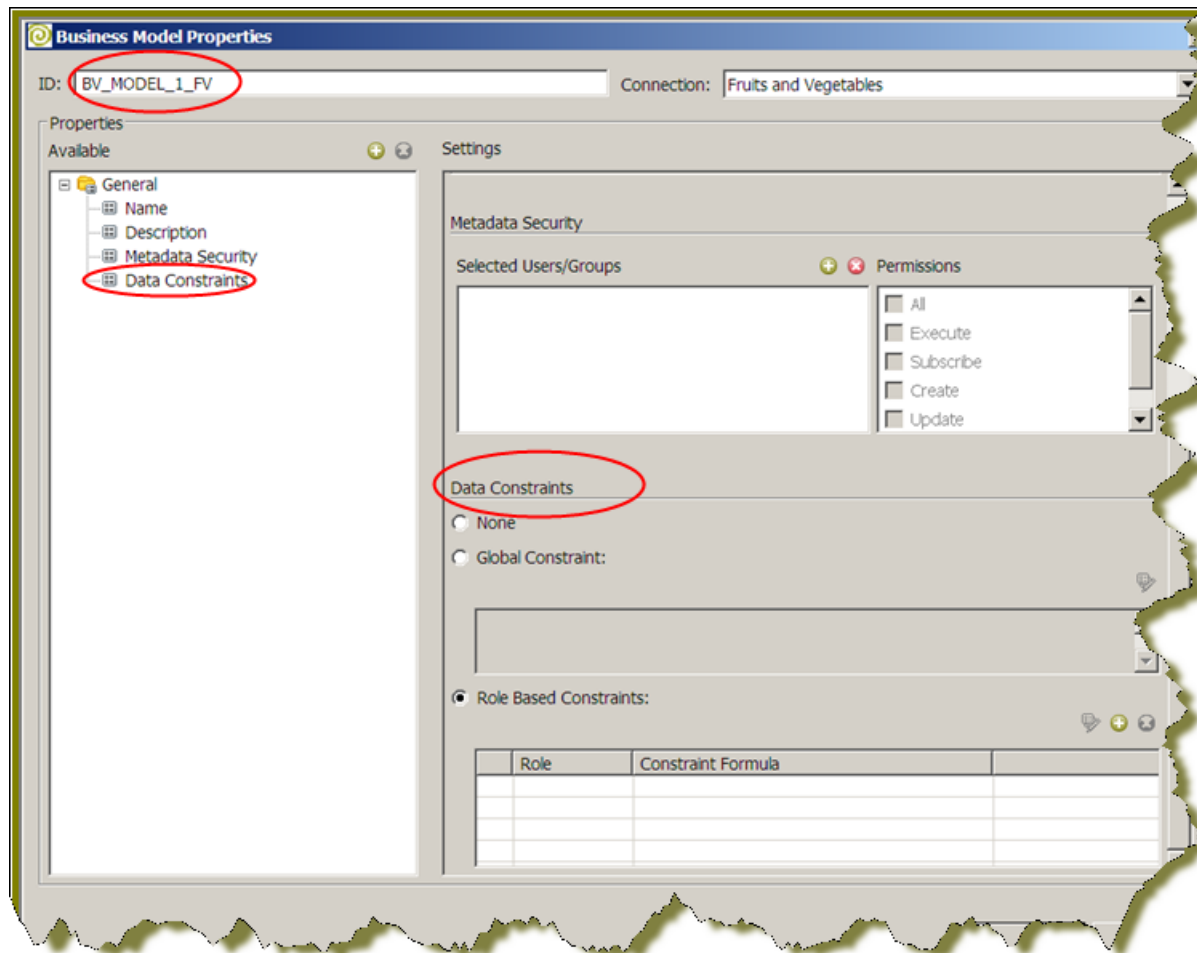 Business Model Properties
ID: BV_MODEL_1_FV Connection: Fruits and Vegetables
Properties
Available
General
Name
Description
Metadata Security
Data Constraints
Settings
Metadata Security
Selected Users/Groups Permissions
All
Execute
Subscribe
Create
Update
Data Constraints
None
Global Constraint:
Role Based Constraints:
Role Constraint Formula